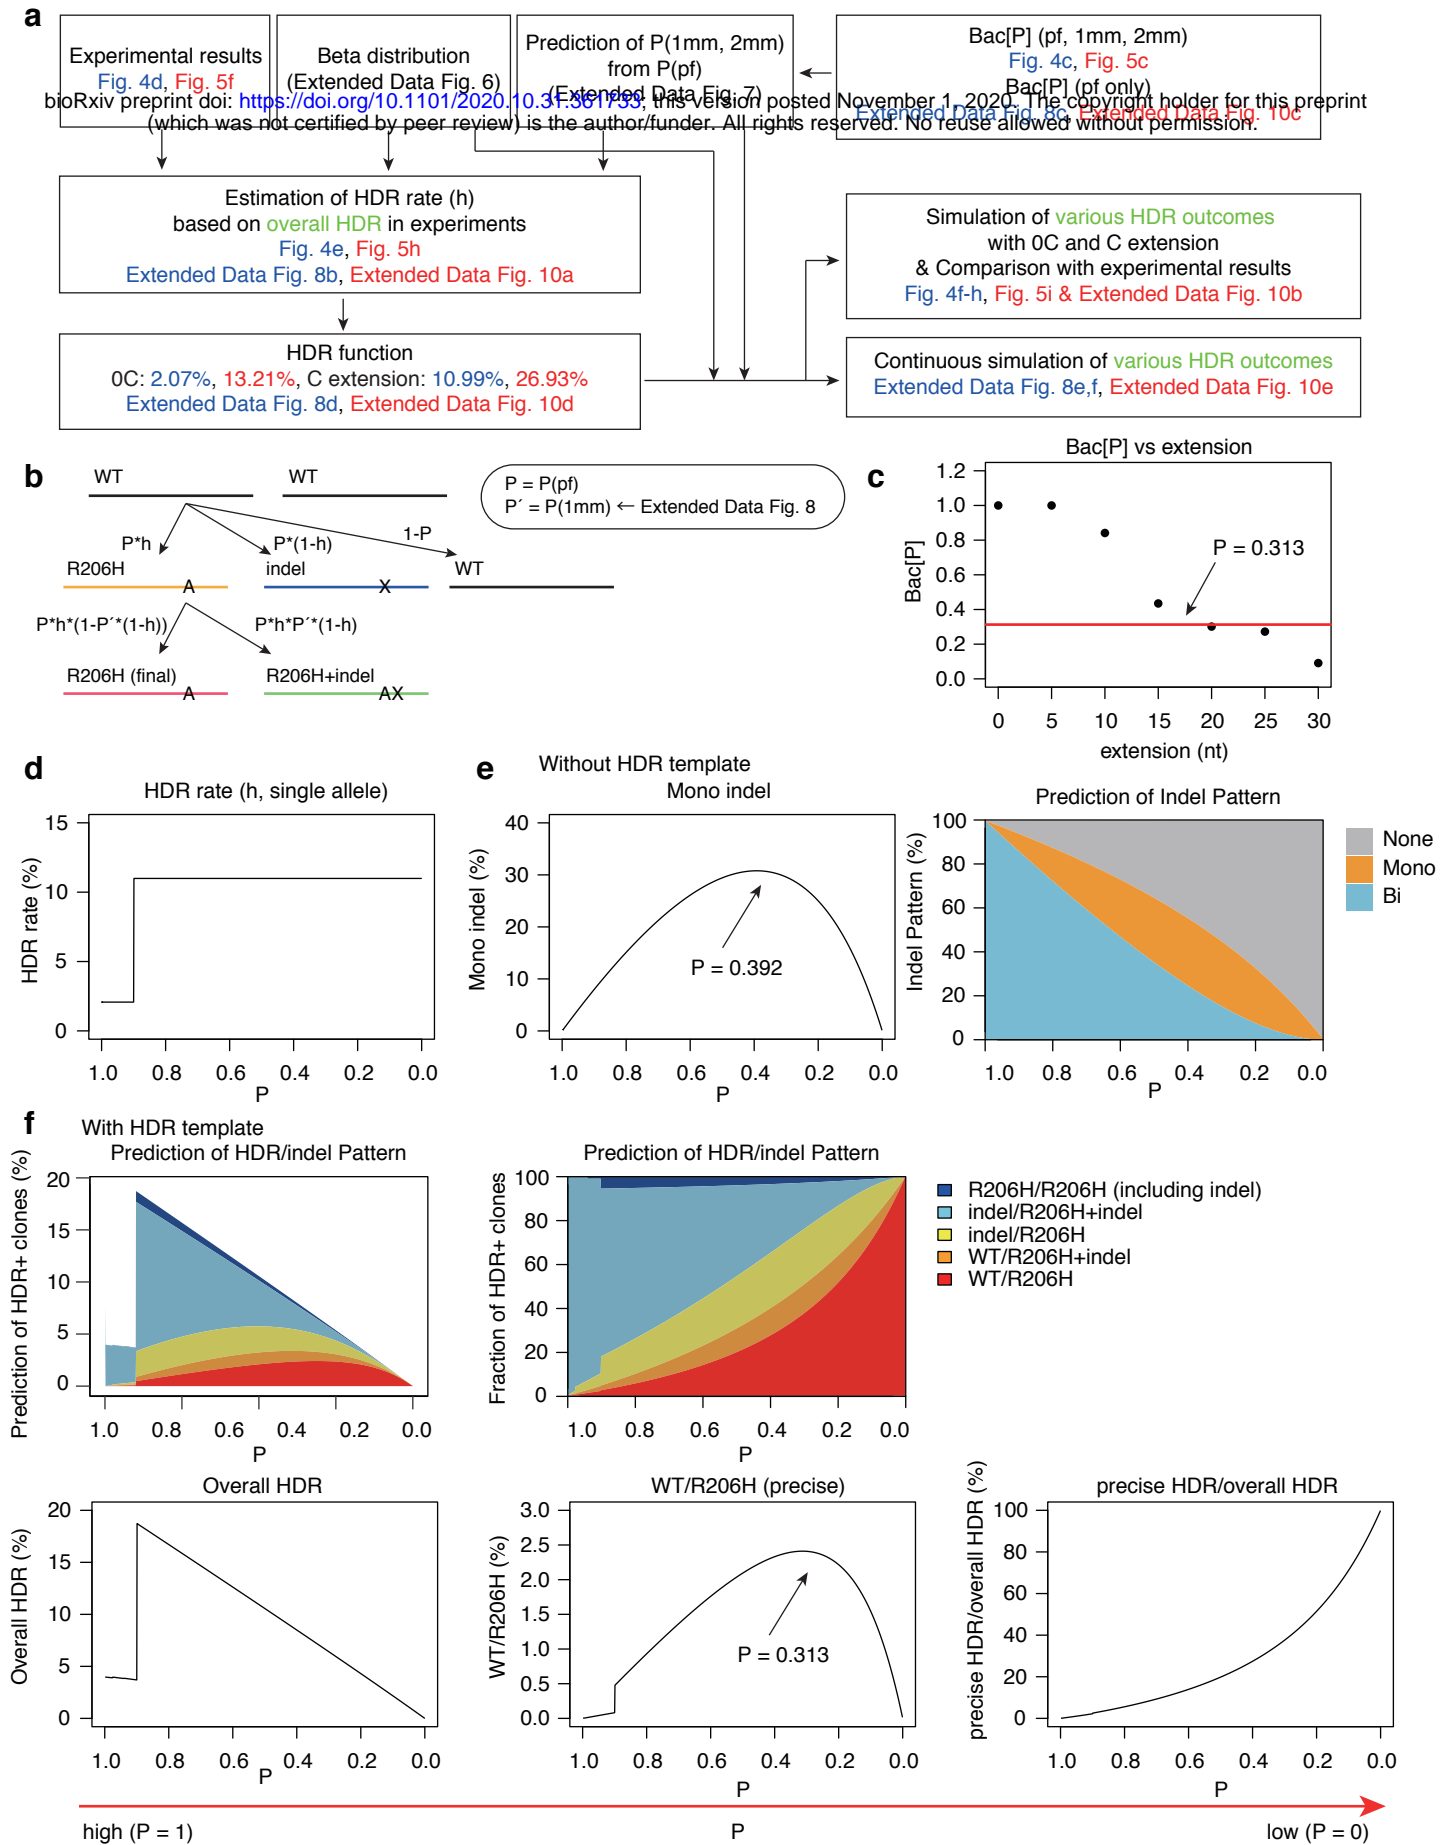 a
Experimental results
Fig. 4d, Fig. 5f
Beta distribution
(Extended Data Fig. 6)
Prediction of P(1mm, 2mm)
from P(pf)
(Extended Data Fig. 7)
Bac[P] (pf, 1mm, 2mm)
Fig. 4c, Fig. 5c
Bac[P] (pf only)
Extended Data Fig. 8c, Extended Data Fig. 10c
bioRxiv preprint doi: https://doi.org/10.1101/2020.10.31.361733; this version posted November 1, 2020. The copyright holder for this preprint
(which was not certified by peer review) is the author/funder. All rights reserved. No reuse allowed without permission.
Estimation of HDR rate (h)
based on overall HDR in experiments
Fig. 4e, Fig. 5h
Extended Data Fig. 8b, Extended Data Fig. 10a
Simulation of various HDR outcomes
with 0C and C extension
& Comparison with experimental results
Fig. 4f-h, Fig. 5i & Extended Data Fig. 10b
HDR function
0C: 2.07%, 13.21%, C extension: 10.99%, 26.93%
Extended Data Fig. 8d, Extended Data Fig. 10d
Continuous simulation of various HDR outcomes
Extended Data Fig. 8e,f, Extended Data Fig. 10e
b
WT
WT
P = P(pf)
P´ = P(1mm) ← Extended Data Fig. 8
P*h
P*(1-h)
1-P
R206H
A
indel
X
WT
P*h*(1-P´*(1-h))
P*h*P´*(1-h)
R206H (final)
A
R206H+indel
AX
c
Bac[P] vs extension
Bac[P]
1.2
1.0
0.8
0.6
0.4
0.2
0.0
P = 0.313
0 5 10 15 20 25 30
extension (nt)
d
HDR rate (h, single allele)
HDR rate (%)
15
10
5
0
1.0 0.8 0.6 0.4 0.2 0.0
P
e
Without HDR template
Mono indel
Mono indel (%)
40
30
20
10
0
P = 0.392
1.0 0.8 0.6 0.4 0.2 0.0
P
Prediction of Indel Pattern
Indel Pattern (%)
100
80
60
40
20
0
1.0 0.8 0.6 0.4 0.2 0.0
P
None
Mono
Bi
f
With HDR template
Prediction of HDR/indel Pattern
Prediction of HDR+ clones (%)
20
15
10
5
0
1.0 0.8 0.6 0.4 0.2 0.0
P
Prediction of HDR/indel Pattern
Fraction of HDR+ clones
100
80
60
40
20
0
1.0 0.8 0.6 0.4 0.2 0.0
P
R206H/R206H (including indel)
indel/R206H+indel
indel/R206H
WT/R206H+indel
WT/R206H
Overall HDR
Overall HDR (%)
20
15
10
5
0
1.0 0.8 0.6 0.4 0.2 0.0
P
WT/R206H (precise)
WT/R206H (%)
3.0
2.5
2.0
1.5
1.0
0.5
0.0
P = 0.313
1.0 0.8 0.6 0.4 0.2 0.0
P
precise HDR/overall HDR
precise HDR/overall HDR (%)
100
80
60
40
20
0
1.0 0.8 0.6 0.4 0.2 0.0
P
high (P = 1)
P
low (P = 0)